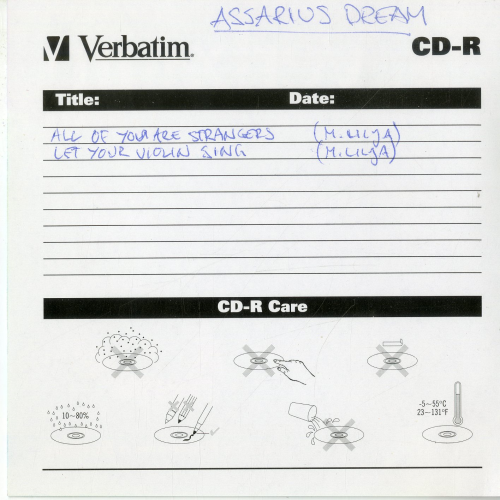 ASSARIUS DREAM
Verbatim. CD-R
Title: Date:
ALL OF YOU ARE STRANGERS (M. LILJA)
LET YOUR VIOLIN SING (M. LILJA)
CD-R Care
10~80%
-5~55°C
23~131°F